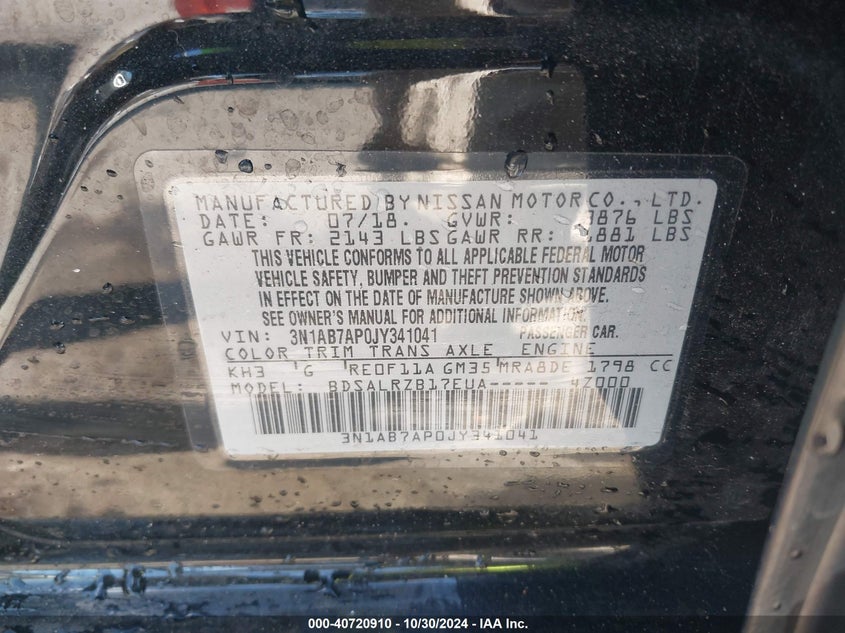 MANUFACTURED BY NISSAN MOTOR CO., LTD.
DATE: 07/18 GVWR: 3876 LBS
GAWR FR: 2143 LBS GAWR RR: 1881 LBS
THIS VEHICLE CONFORMS TO ALL APPLICABLE FEDERAL MOTOR
VEHICLE SAFETY, BUMPER AND THEFT PREVENTION STANDARDS
IN EFFECT ON THE DATE OF MANUFACTURE SHOWN ABOVE.
SEE OWNER'S MANUAL FOR ADDITIONAL INFORMATION
VIN: 3N1AB7AP0JY341041 PASSENGER CAR.
COLOR TRIM TRANS AXLE ENGINE
KH3 G RE0F11A GM35 MRA8DE 1798 CC
MODEL: BDSALRZB17EUA----- 4Z000
3N1AB7AP0JY341041
000-40720910 - 10/30/2024 - IAA Inc.